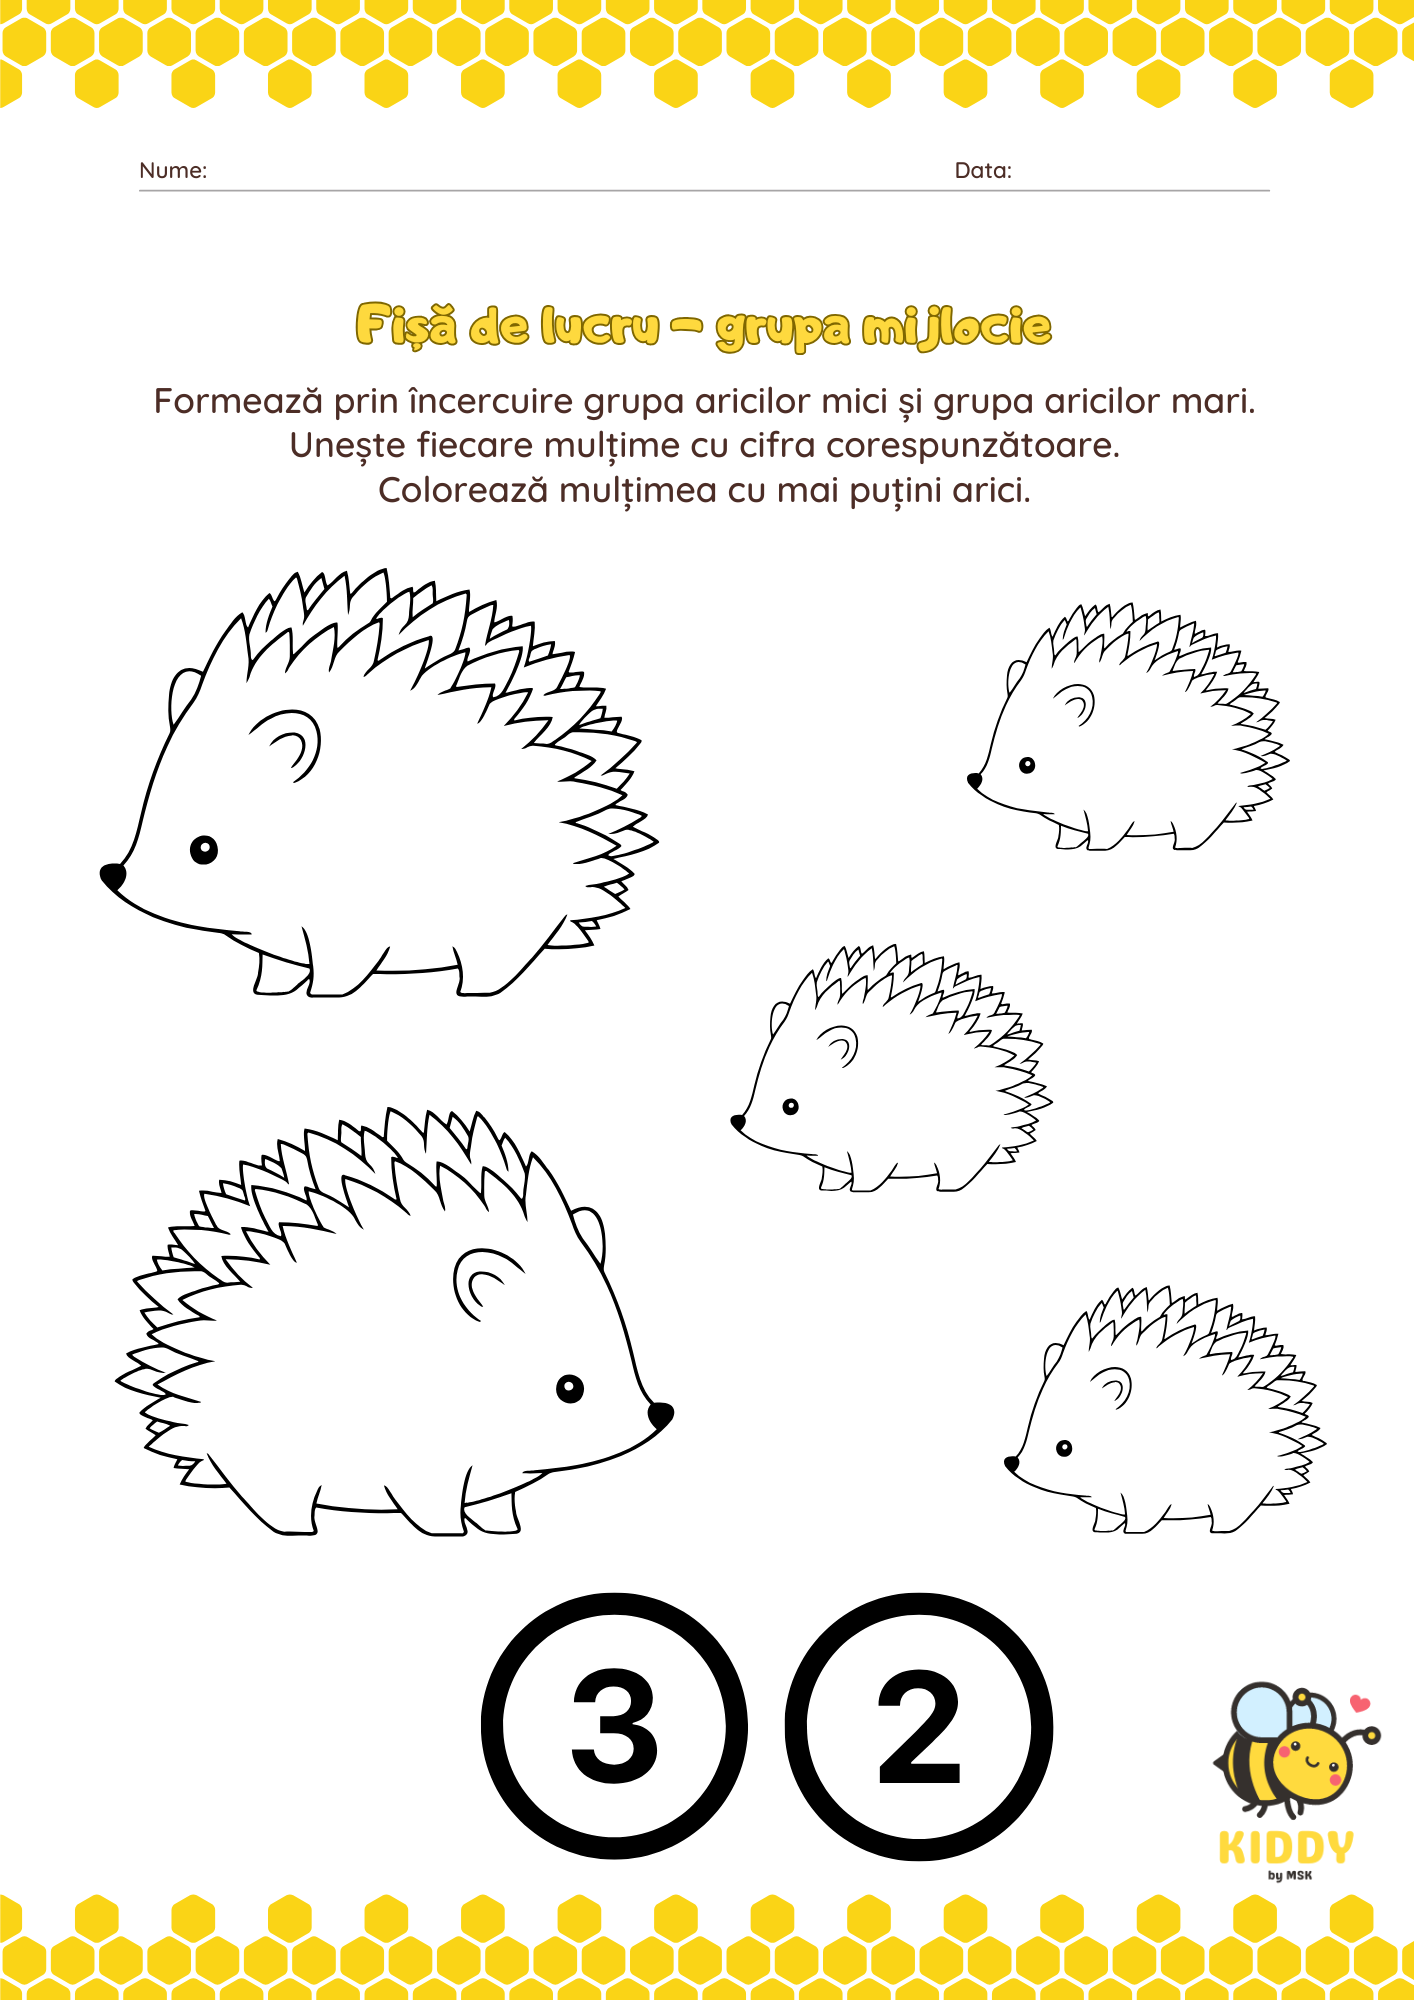 Nume:
Data:
Fișă de lucru – grupa mijlocie
Formează prin încercuire grupa aricilor mici și grupa aricilor mari.
Unește fiecare mulțime cu cifra corespunzătoare.
Colorează mulțimea cu mai puțini arici.
3
2
KIDDY
by MSK